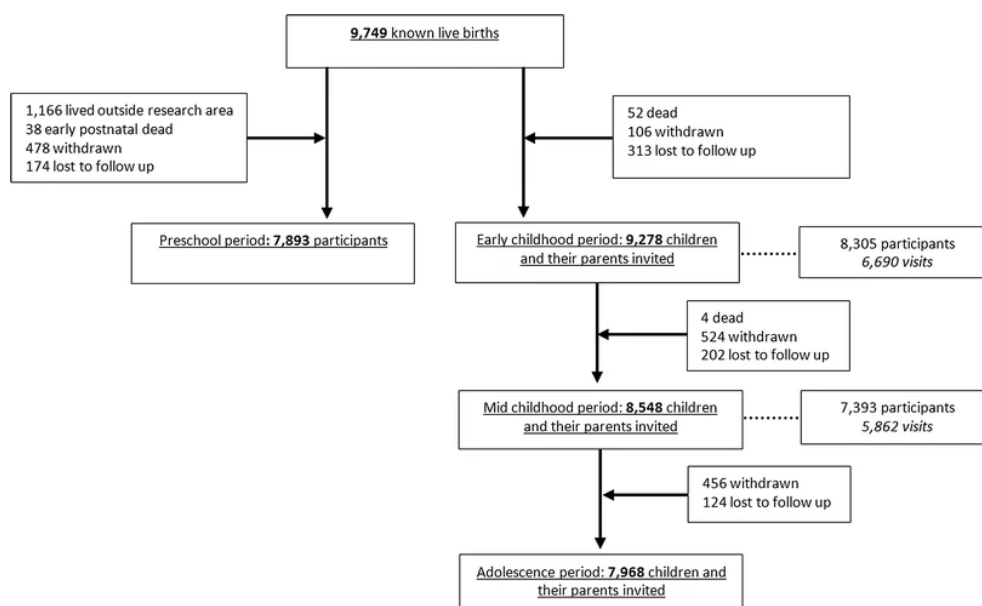 9,749 known live births
1,166 lived outside research area
38 early postnatal dead
478 withdrawn
174 lost to follow up
52 dead
106 withdrawn
313 lost to follow up
Preschool period: 7,893 participants
Early childhood period: 9,278 children
and their parents invited
8,305 participants
6,690 visits
4 dead
524 withdrawn
202 lost to follow up
Mid childhood period: 8,548 children
and their parents invited
7,393 participants
5,862 visits
456 withdrawn
124 lost to follow up
Adolescence period: 7,968 children and
their parents invited